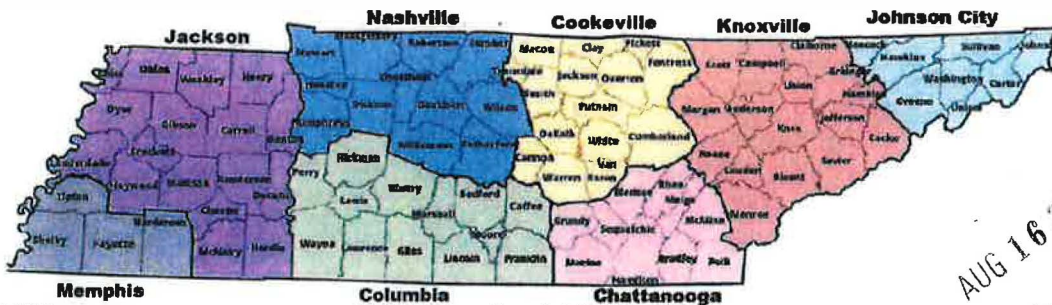 Jackson
Nashville
Cookeville
Knoxville
Johnson City
Obion
Weakley
Henry
Dyer
Gibson
Carroll
Benton
Crockett
Lauderdale
Haywood
Madison
Henderson
Decatur
Chester
McNairy
Hardin
Tipton
Shelby
Fayette
Hardeman
Stewart
Montgomery
Robertson
Sumner
Houston
Cheatham
Dickson
Davidson
Wilson
Humphreys
Williamson
Rutherford
Perry
Hickman
Maury
Lewis
Marshall
Bedford
Coffee
Wayne
Lawrence
Giles
Lincoln
Moore
Franklin
Macon
Clay
Pickett
Trousdale
Jackson
Overton
Fentress
Smith
Putnam
DeKalb
White
Cumberland
Cannon
Warren
Van
Buren
Bledsoe
Rhea
Meigs
Grundy
Sequatchie
McMinn
Marion
Hamilton
Bradley
Polk
Scott
Campbell
Claiborne
Union
Grainger
Hamblen
Morgan
Anderson
Knox
Jefferson
Cocke
Roane
Loudon
Blount
Sevier
Monroe
Hancock
Hawkins
Sullivan
Johnson
Washington
Carter
Greene
Unicoi
Memphis
Columbia
Chattanooga
AUG 16